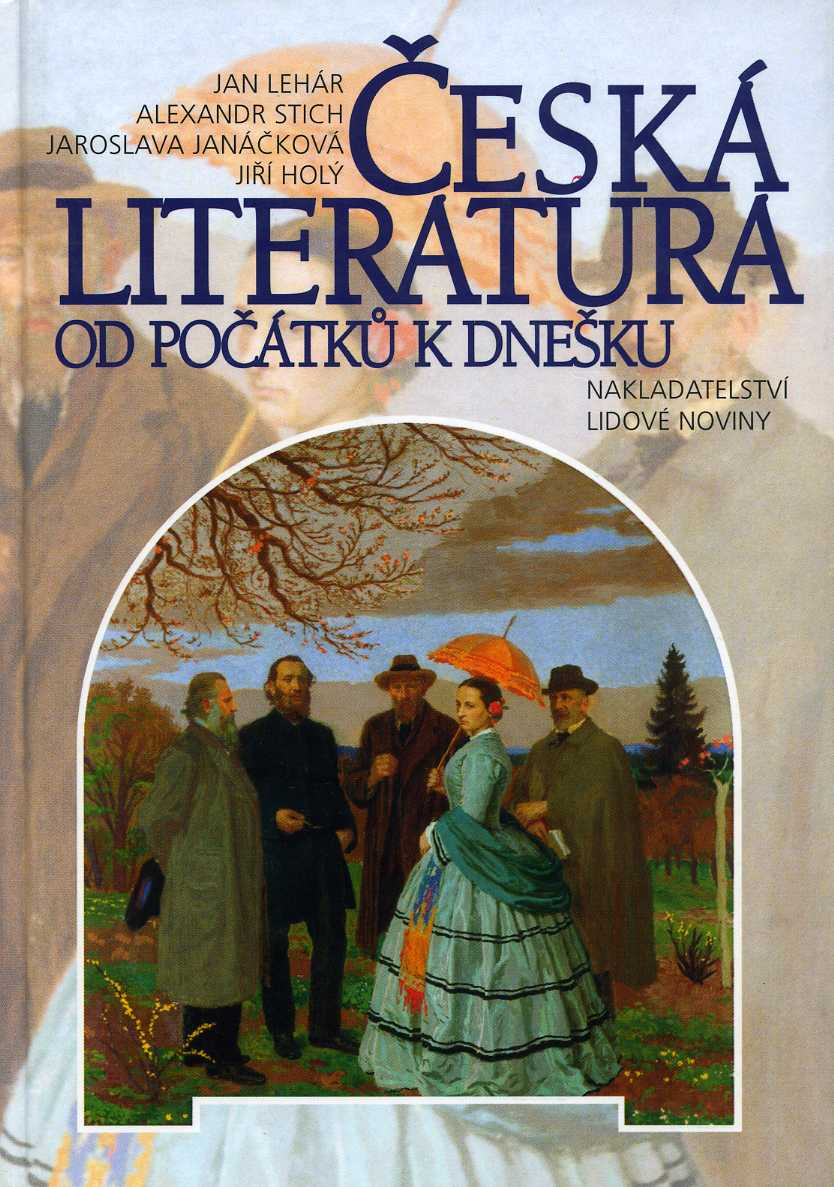 JAN LEHÁR
ALEXANDR STICH
JAROSLAVA JANÁČKOVÁ
JIŘÍ HOLÝ
ČESKÁ
LITERATURA
OD POČÁTKŮ K DNEŠKU
NAKLADATELSTVÍ
LIDOVÉ NOVINY